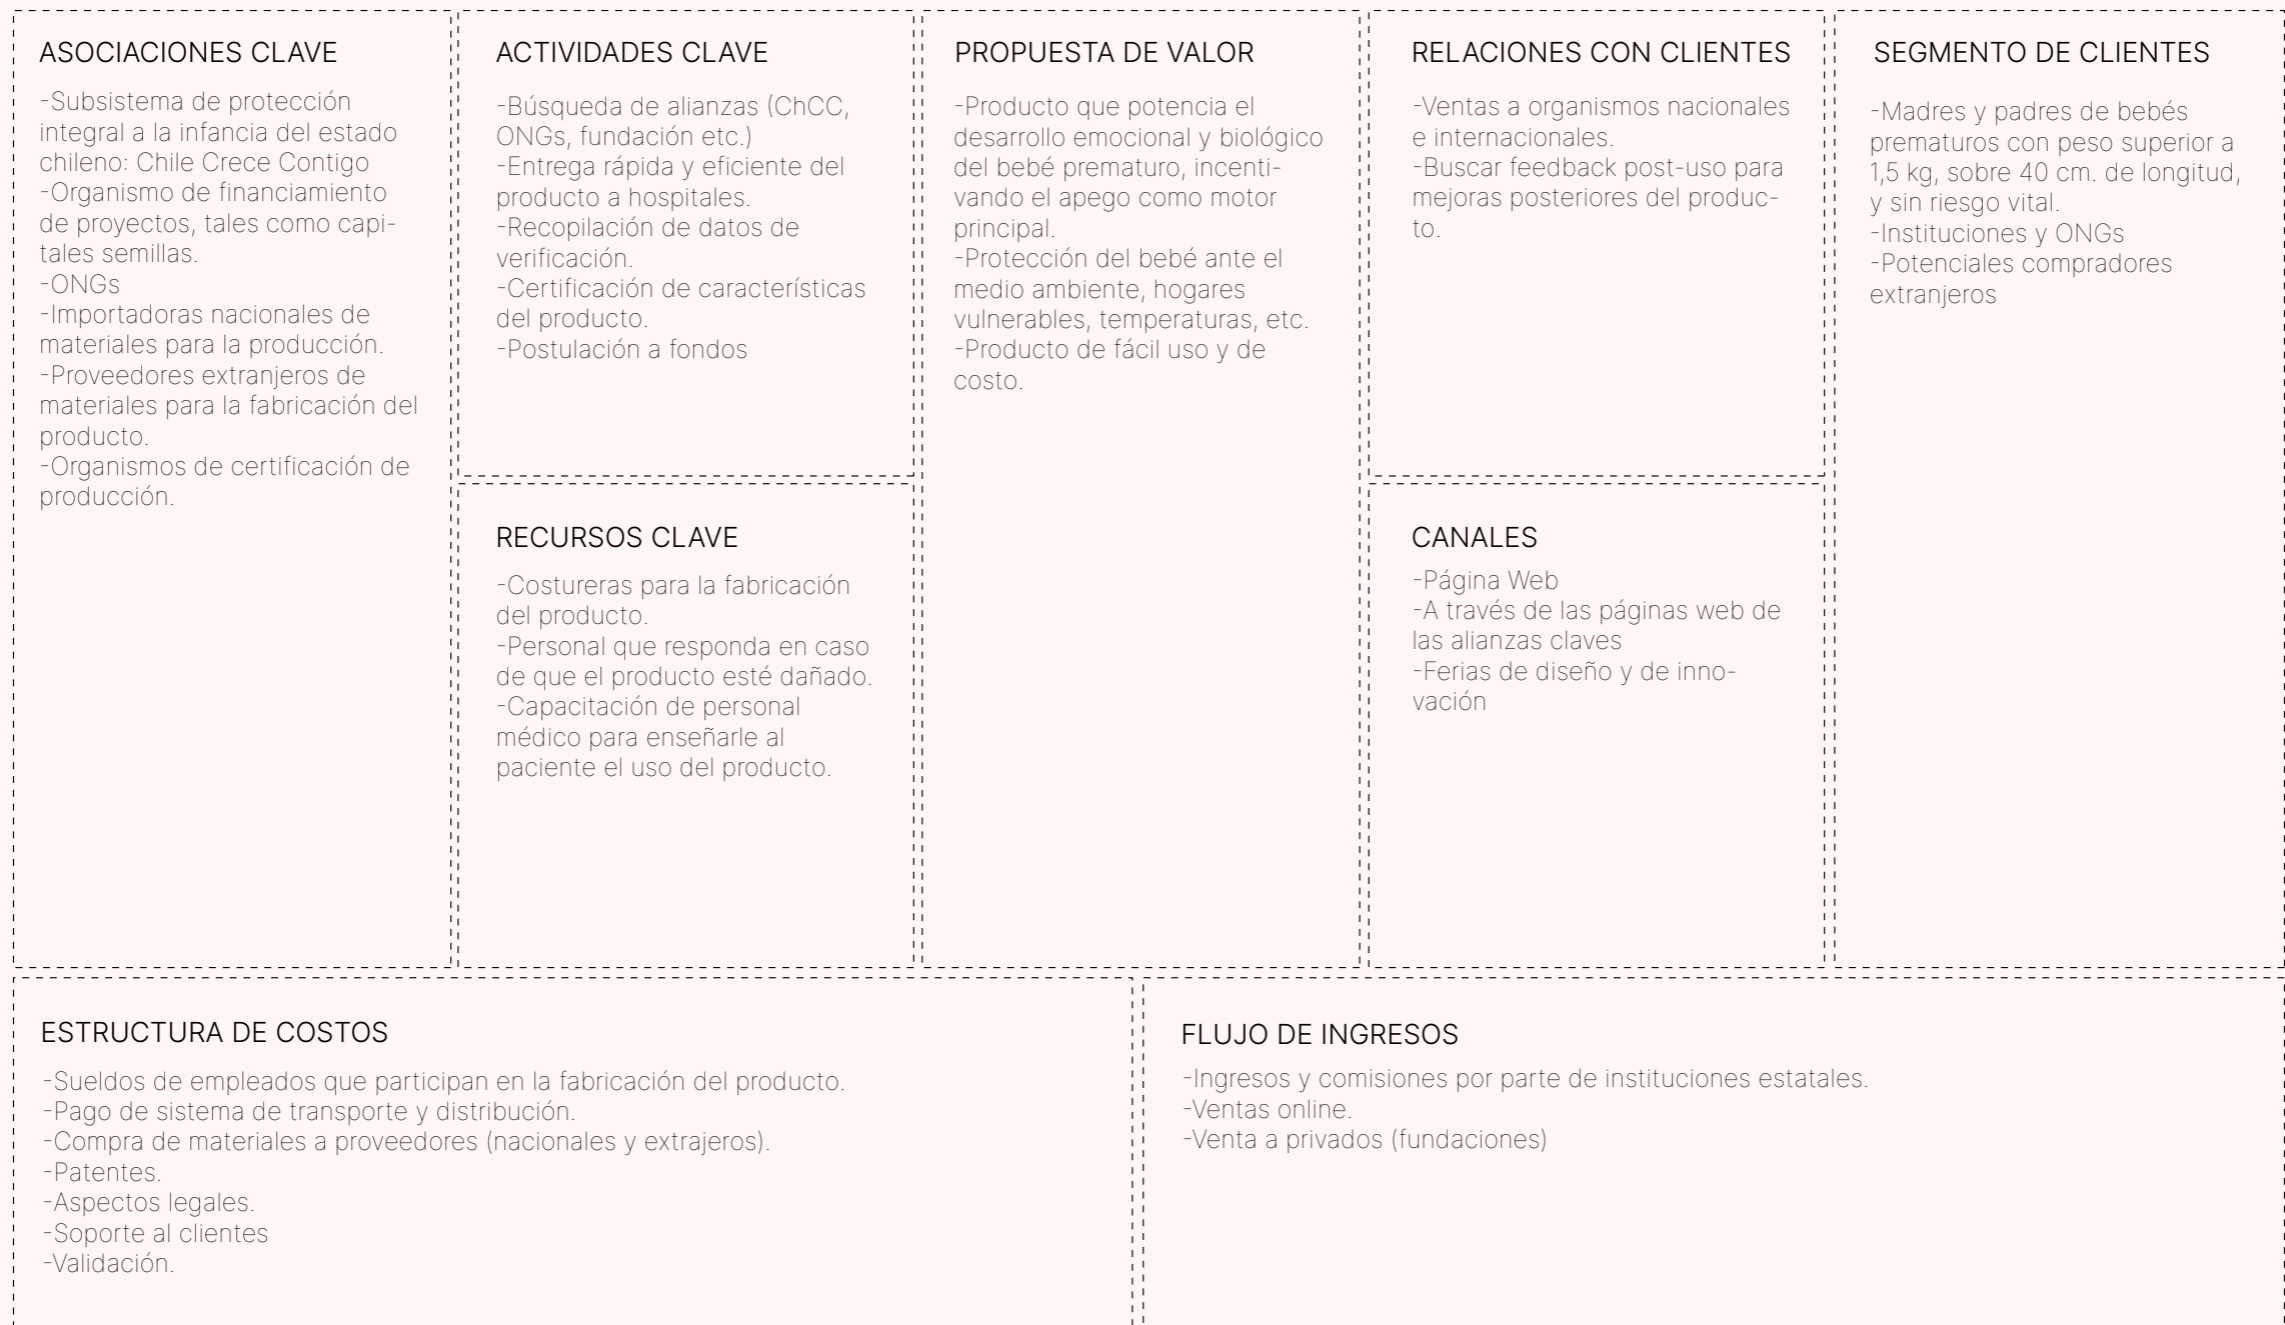 ASOCIACIONES CLAVE
-Subsistema de protección
integral a la infancia del estado
chileno: Chile Crece Contigo
-Organismo de financiamiento
de proyectos, tales como capi-
tales semillas.
-ONGs
-Importadoras nacionales de
materiales para la producción.
-Proveedores extranjeros de
materiales para la fabricación del
producto.
-Organismos de certificación de
producción.
ACTIVIDADES CLAVE
-Búsqueda de alianzas (ChCC,
ONGs, fundación etc.)
-Entrega rápida y eficiente del
producto a hospitales.
-Recopilación de datos de
verificación.
-Certificación de características
del producto.
-Postulación a fondos
RECURSOS CLAVE
-Costureras para la fabricación
del producto.
-Personal que responda en caso
de que el producto esté dañado.
-Capacitación de personal
médico para enseñarle al
paciente el uso del producto.
PROPUESTA DE VALOR
-Producto que potencia el
desarrollo emocional y biológico
del bebé prematuro, incenti-
vando el apego como motor
principal.
-Protección del bebé ante el
medio ambiente, hogares
vulnerables, temperaturas, etc.
-Producto de fácil uso y de
costo.
RELACIONES CON CLIENTES
-Ventas a organismos nacionales
e internacionales.
-Buscar feedback post-uso para
mejoras posteriores del produc-
to.
CANALES
-Página Web
-A través de las páginas web de
las alianzas claves
-Ferias de diseño y de inno-
vación
SEGMENTO DE CLIENTES
-Madres y padres de bebés
prematuros con peso superior a
1,5 kg, sobre 40 cm. de longitud,
y sin riesgo vital.
-Instituciones y ONGs
-Potenciales compradores
extranjeros
ESTRUCTURA DE COSTOS
-Sueldos de empleados que participan en la fabricación del producto.
-Pago de sistema de transporte y distribución.
-Compra de materiales a proveedores (nacionales y extrajeros).
-Patentes.
-Aspectos legales.
-Soporte al clientes
-Validación.
FLUJO DE INGRESOS
-Ingresos y comisiones por parte de instituciones estatales.
-Ventas online.
-Venta a privados (fundaciones)